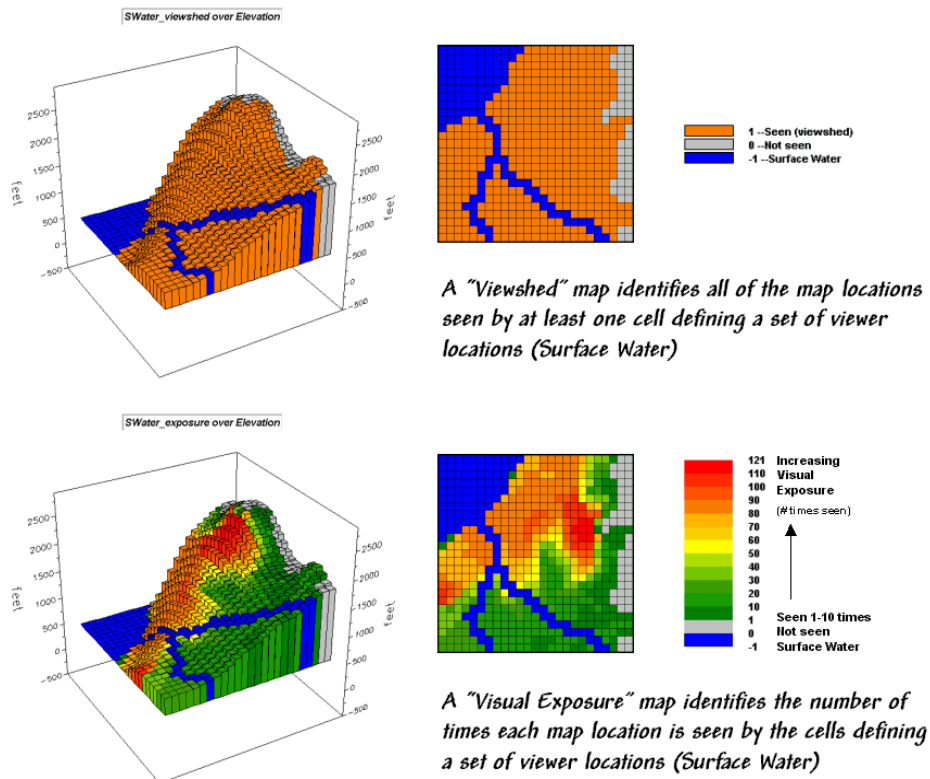 SWater_viewshed over Elevation
2500
2000
1500
1000
500
0
-500
feet
2500
2000
1500
1000
500
0
-500
feet
1 --Seen (viewshed)
0 --Not seen
-1 --Surface Water
A "Viewshed" map identifies all of the map locations
seen by at least one cell defining a set of viewer
locations (Surface Water)
SWater_exposure over Elevation
2500
2000
1500
1000
500
0
-500
feet
2500
2000
1500
1000
500
0
-500
feet
121 Increasing
110 Visual
100 Exposure
90 (# times seen)
80
70
60
50
40
30
20
10 Seen 1-10 times
1
0 Not seen
-1 Surface Water
A "Visual Exposure" map identifies the number of
times each map location is seen by the cells defining
a set of viewer locations (Surface Water)